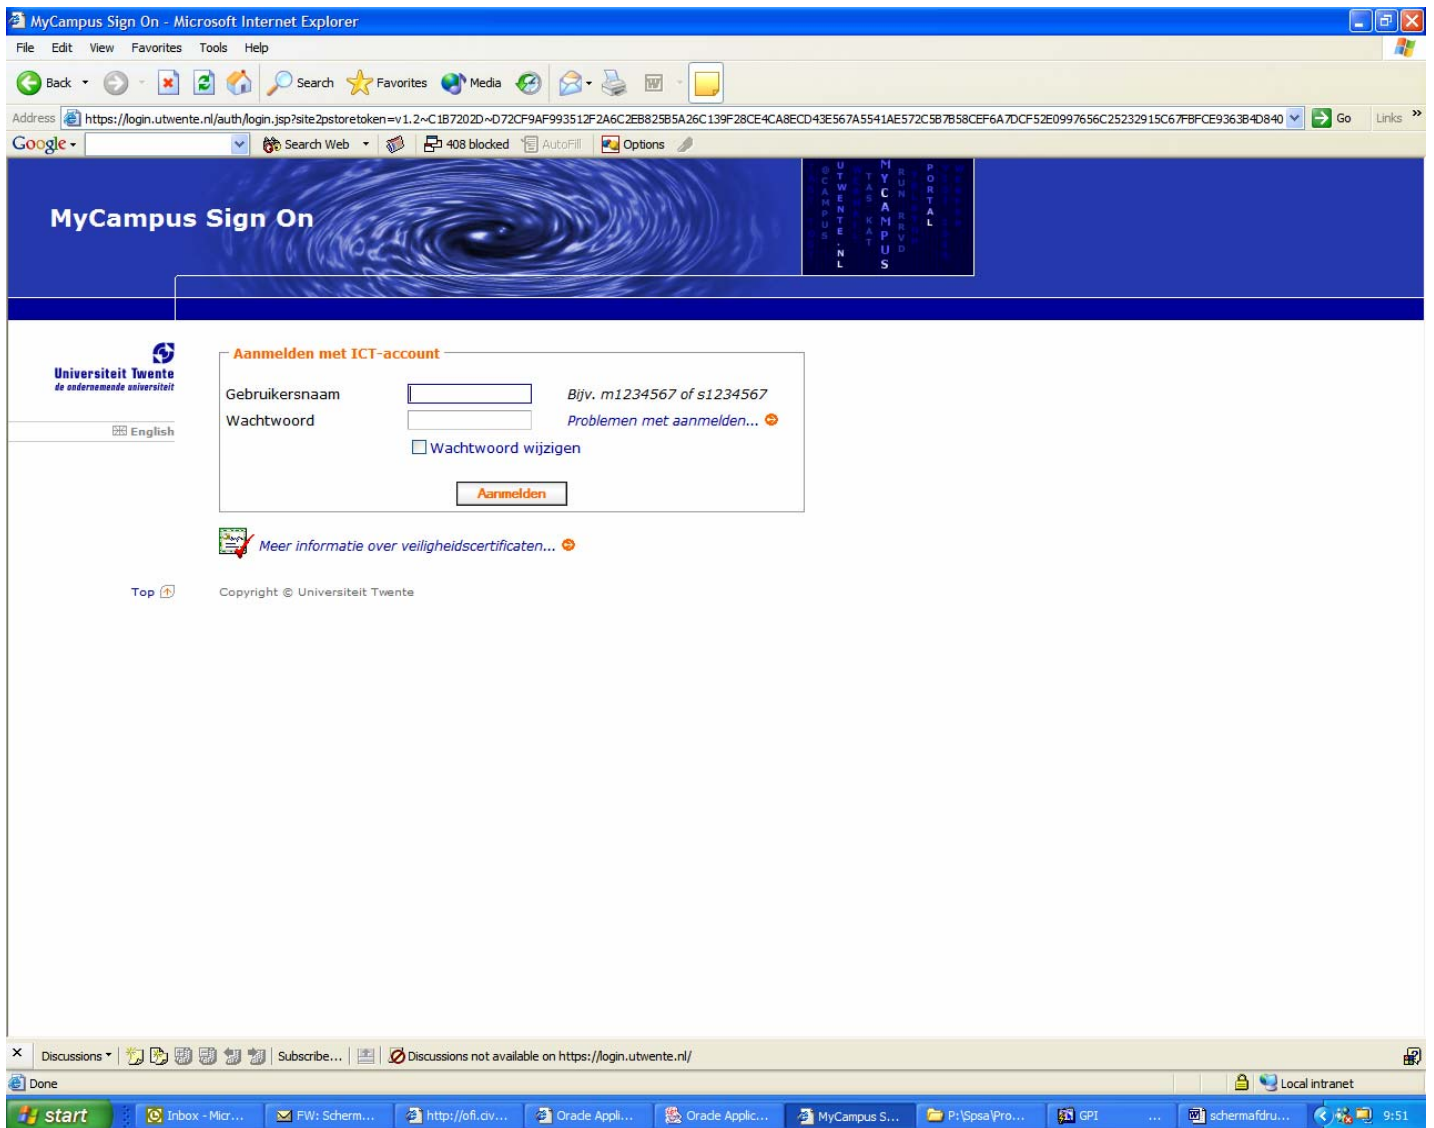 MyCampus Sign On - Microsoft Internet Explorer
File Edit View Favorites Tools Help
Back Search Favorites Media
Address https://login.utwente.nl/auth/login.jsp?site2pstoretoken=v1.2~C1B7202D~D72CF9AF993512F2A6C2EB825B5A26C139F28CE4CA8ECD43E567A5541AE572C5B7B58CEF6A7DCF52E0997656C25232915C67FBFCE9363B4D840 Go Links »
Google Search Web 408 blocked AutoFill Options
MyCampus Sign On
UTWENTE.NL
MYCAMPUS
PORTAL
Universiteit Twente
de ondernemende universiteit
English
Aanmelden met ICT-account
Gebruikersnaam Bijv. m1234567 of s1234567
Wachtwoord Problemen met aanmelden...
Wachtwoord wijzigen
Aanmelden
Meer informatie over veiligheidscertificaten...
Top Copyright © Universiteit Twente
Discussions Subscribe... Discussions not available on https://login.utwente.nl/
Done Local intranet
start Inbox - Micr... FW: Scherm... http://ofi.civ... Oracle Appli... Oracle Applic... MyCampus S... P:\Spsa\Pro... GPI ... schermafdru... 9:51